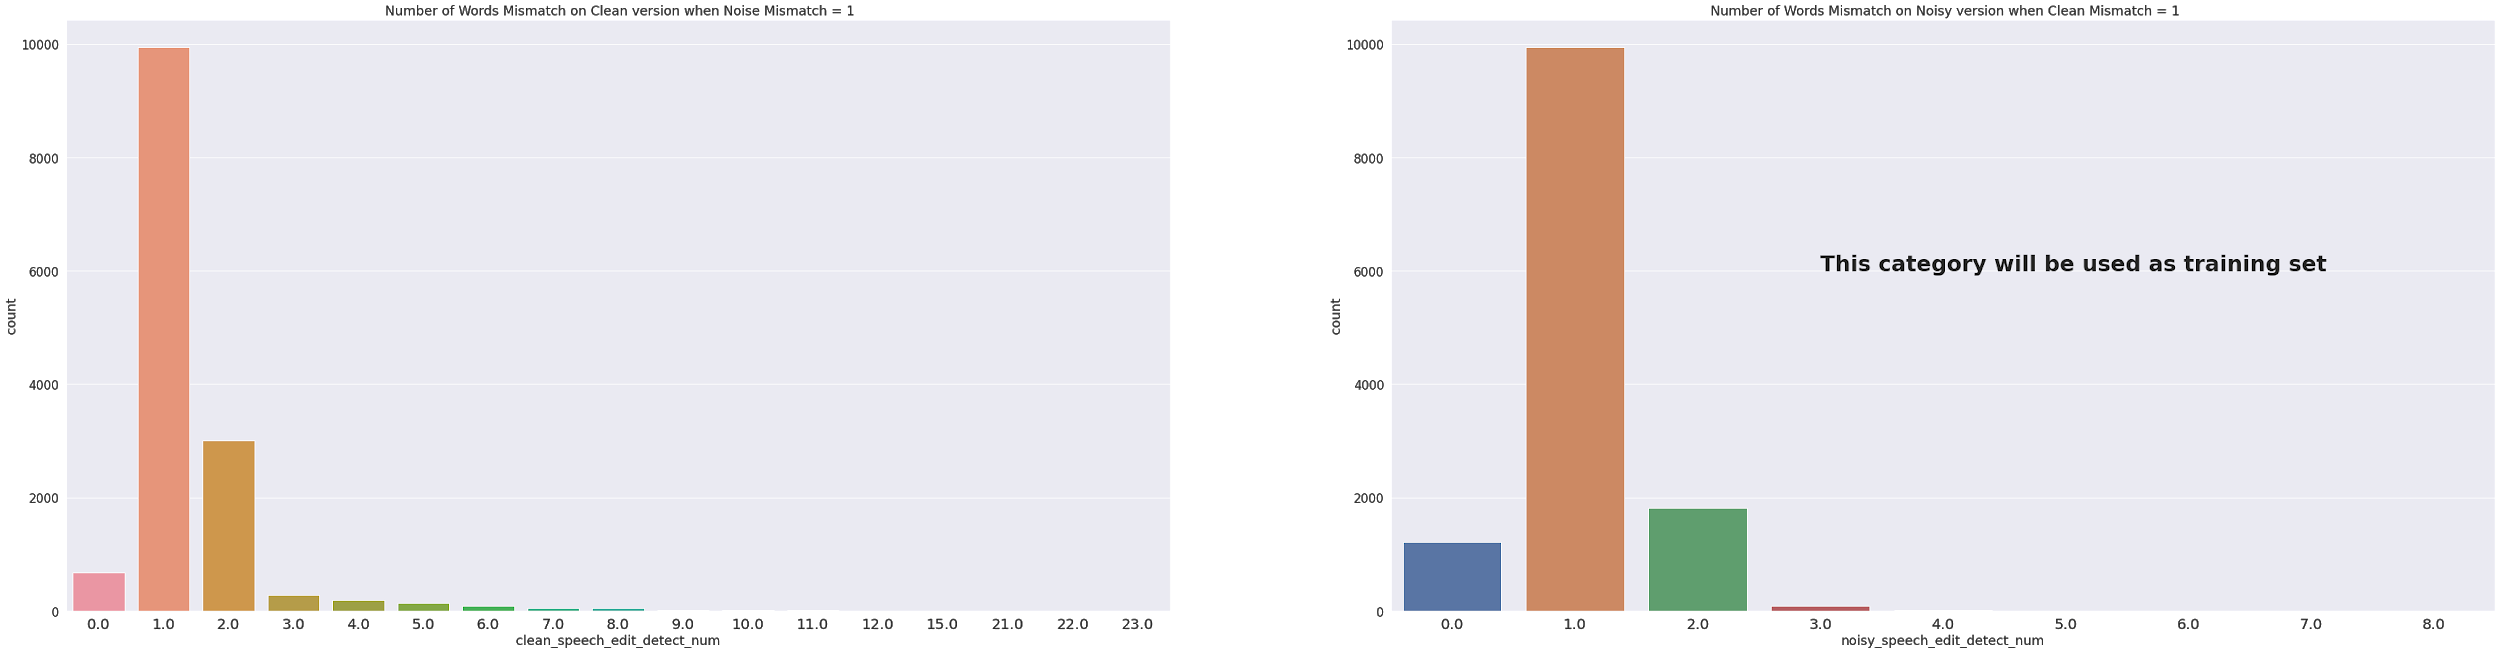 Number of Words Mismatch on Clean version when Noise Mismatch = 1
10000
8000
6000
4000
2000
0
count
0.0 1.0 2.0 3.0 4.0 5.0 6.0 7.0 8.0 9.0 10.0 11.0 12.0 15.0 21.0 22.0 23.0
clean_speech_edit_detect_num
Number of Words Mismatch on Noisy version when Clean Mismatch = 1
10000
8000
This category will be used as training set
6000
4000
2000
0
count
0.0 1.0 2.0 3.0 4.0 5.0 6.0 7.0 8.0
noisy_speech_edit_detect_num